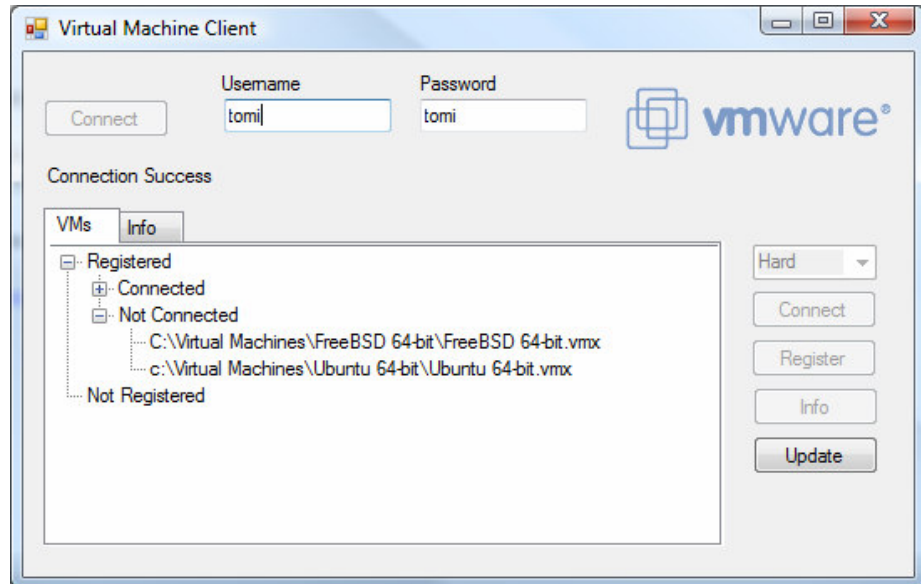 Virtual Machine Client
Username Password
Connect tomi tomi vmware®
Connection Success
VMs Info
Registered
Hard
Connected
Not Connected
Connect
C:\Virtual Machines\FreeBSD 64-bit\FreeBSD 64-bit.vmx
c:\Virtual Machines\Ubuntu 64-bit\Ubuntu 64-bit.vmx
Register
Not Registered
Info
Update